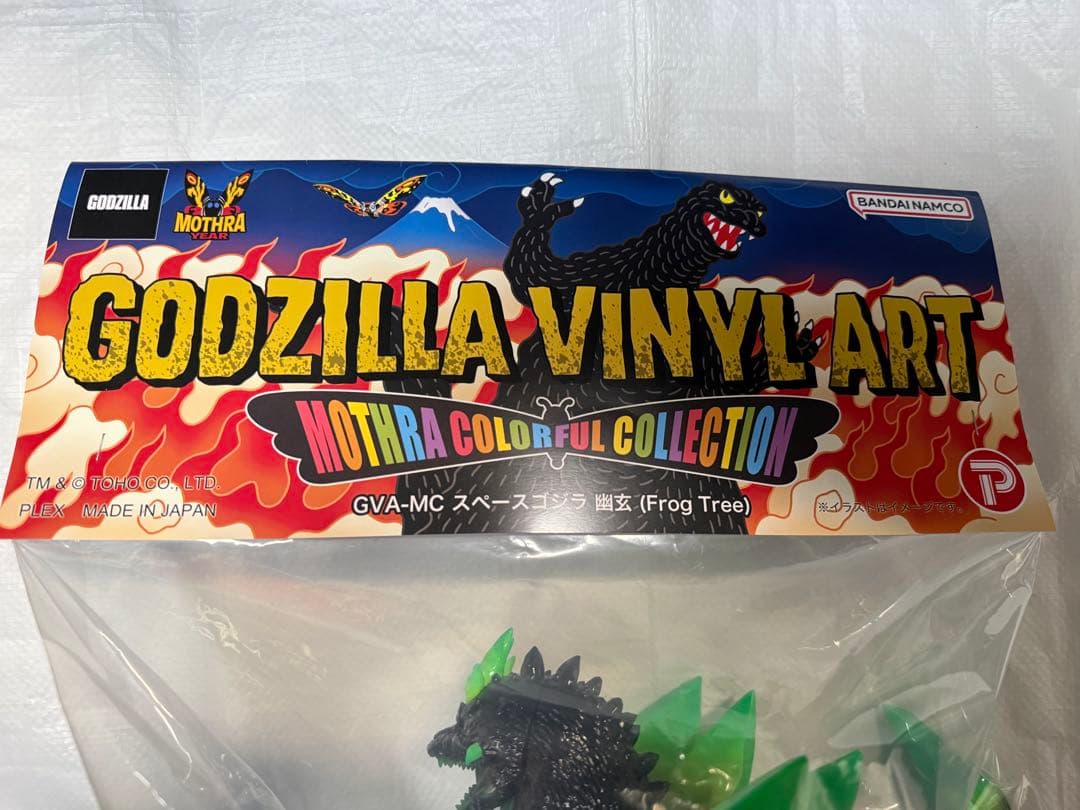 GODZILLA
MOTHRA
YEAR
BANDAI NAMCO
GODZILLA VINYL ART
MOTHRA COLORFUL COLLECTION
TM & © TOHO CO., LTD.
PLEX MADE IN JAPAN
GVA-MC スペースゴジラ 幽玄 (Frog Tree)
※イラストはイメージです。
P